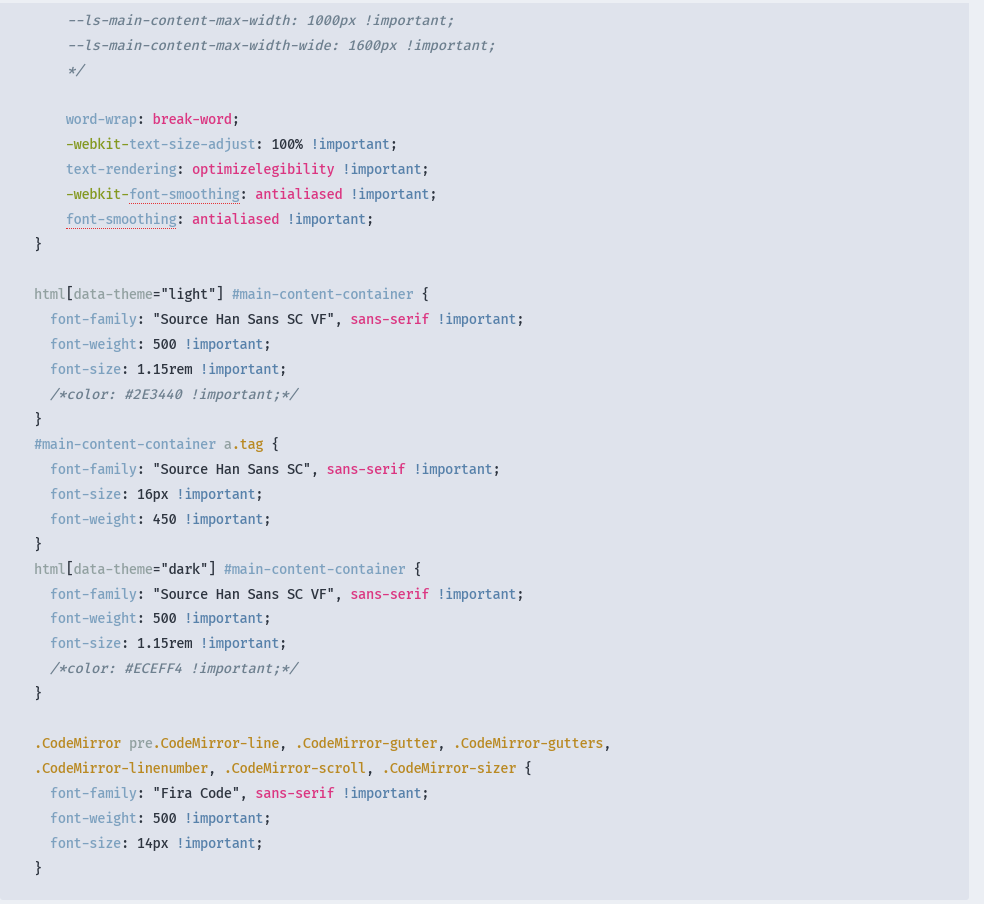 --ls-main-content-max-width: 1000px !important;
--ls-main-content-max-width-wide: 1600px !important;
*/
word-wrap: break-word;
-webkit-text-size-adjust: 100% !important;
text-rendering: optimizelegibility !important;
-webkit-font-smoothing: antialiased !important;
font-smoothing: antialiased !important;
}
html[data-theme="light"] #main-content-container {
font-family: "Source Han Sans SC VF", sans-serif !important;
font-weight: 500 !important;
font-size: 1.15rem !important;
/*color: #2E3440 !important;*/
}
#main-content-container a.tag {
font-family: "Source Han Sans SC", sans-serif !important;
font-size: 16px !important;
font-weight: 450 !important;
}
html[data-theme="dark"] #main-content-container {
font-family: "Source Han Sans SC VF", sans-serif !important;
font-weight: 500 !important;
font-size: 1.15rem !important;
/*color: #ECEFF4 !important;*/
}
.CodeMirror pre.CodeMirror-line, .CodeMirror-gutter, .CodeMirror-gutters,
.CodeMirror-linenumber, .CodeMirror-scroll, .CodeMirror-sizer {
font-family: "Fira Code", sans-serif !important;
font-weight: 500 !important;
font-size: 14px !important;
}